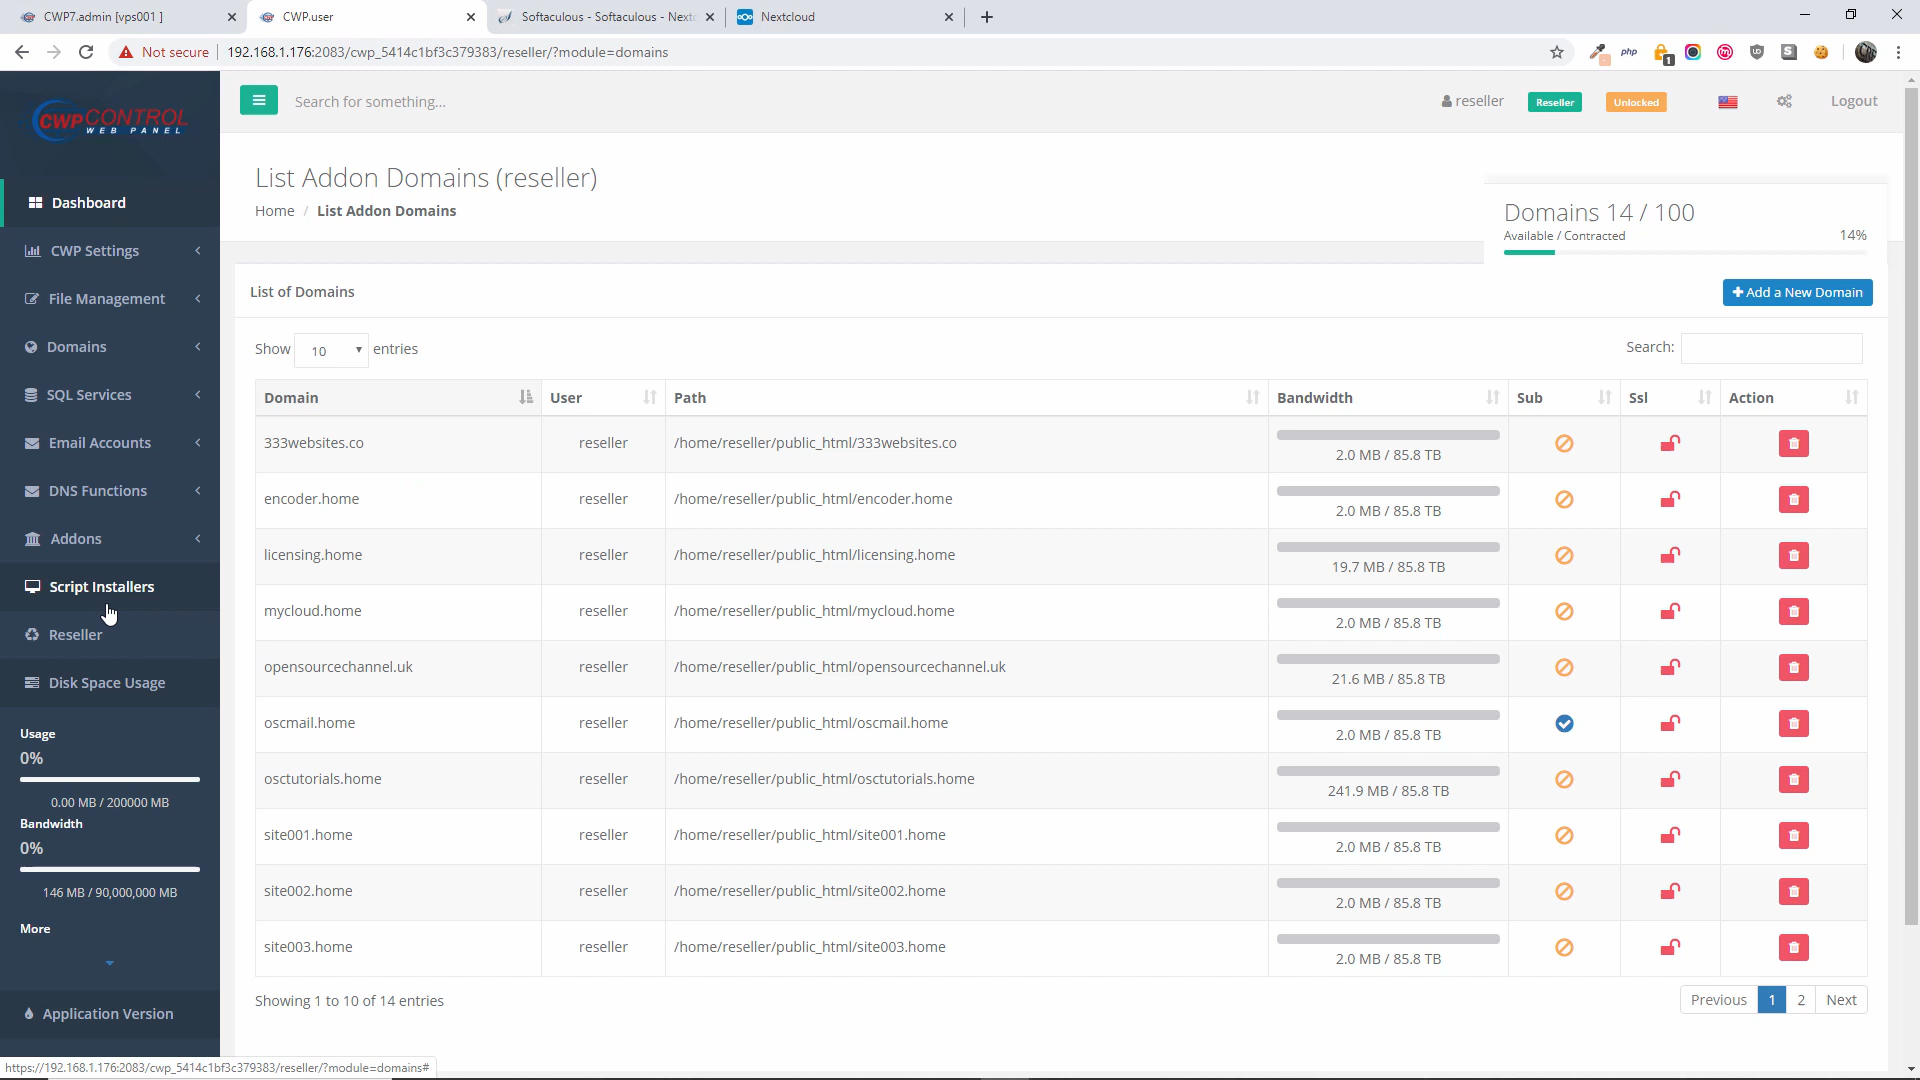 CWP7.admin [vps001 ]
CWP.user
Softaculous - Softaculous - Nextc
Nextcloud
Not secure
192.168.1.176:2083/cwp_5414c1bf3c379383/reseller/?module=domains
php
1
CWPCONTROL
WEB PANEL
Search for something...
reseller
Reseller
Unlocked
Logout
Dashboard
CWP Settings
File Management
Domains
SQL Services
Email Accounts
DNS Functions
Addons
Script Installers
Reseller
Disk Space Usage
Usage
0%
0.00 MB / 200000 MB
Bandwidth
0%
146 MB / 90,000,000 MB
More
Application Version
List Addon Domains (reseller)
Home / List Addon Domains
Domains 14 / 100
Available / Contracted 14%
List of Domains
Add a New Domain
Show 10 entries
Search:
Domain User Path Bandwidth Sub Ssl Action
333websites.co reseller /home/reseller/public_html/333websites.co 2.0 MB / 85.8 TB
encoder.home reseller /home/reseller/public_html/encoder.home 2.0 MB / 85.8 TB
licensing.home reseller /home/reseller/public_html/licensing.home 19.7 MB / 85.8 TB
mycloud.home reseller /home/reseller/public_html/mycloud.home 2.0 MB / 85.8 TB
opensourcechannel.uk reseller /home/reseller/public_html/opensourcechannel.uk 21.6 MB / 85.8 TB
oscmail.home reseller /home/reseller/public_html/oscmail.home 2.0 MB / 85.8 TB
osctutorials.home reseller /home/reseller/public_html/osctutorials.home 241.9 MB / 85.8 TB
site001.home reseller /home/reseller/public_html/site001.home 2.0 MB / 85.8 TB
site002.home reseller /home/reseller/public_html/site002.home 2.0 MB / 85.8 TB
site003.home reseller /home/reseller/public_html/site003.home 2.0 MB / 85.8 TB
Showing 1 to 10 of 14 entries
Previous 1 2 Next
https://192.168.1.176:2083/cwp_5414c1bf3c379383/reseller/?module=domains#